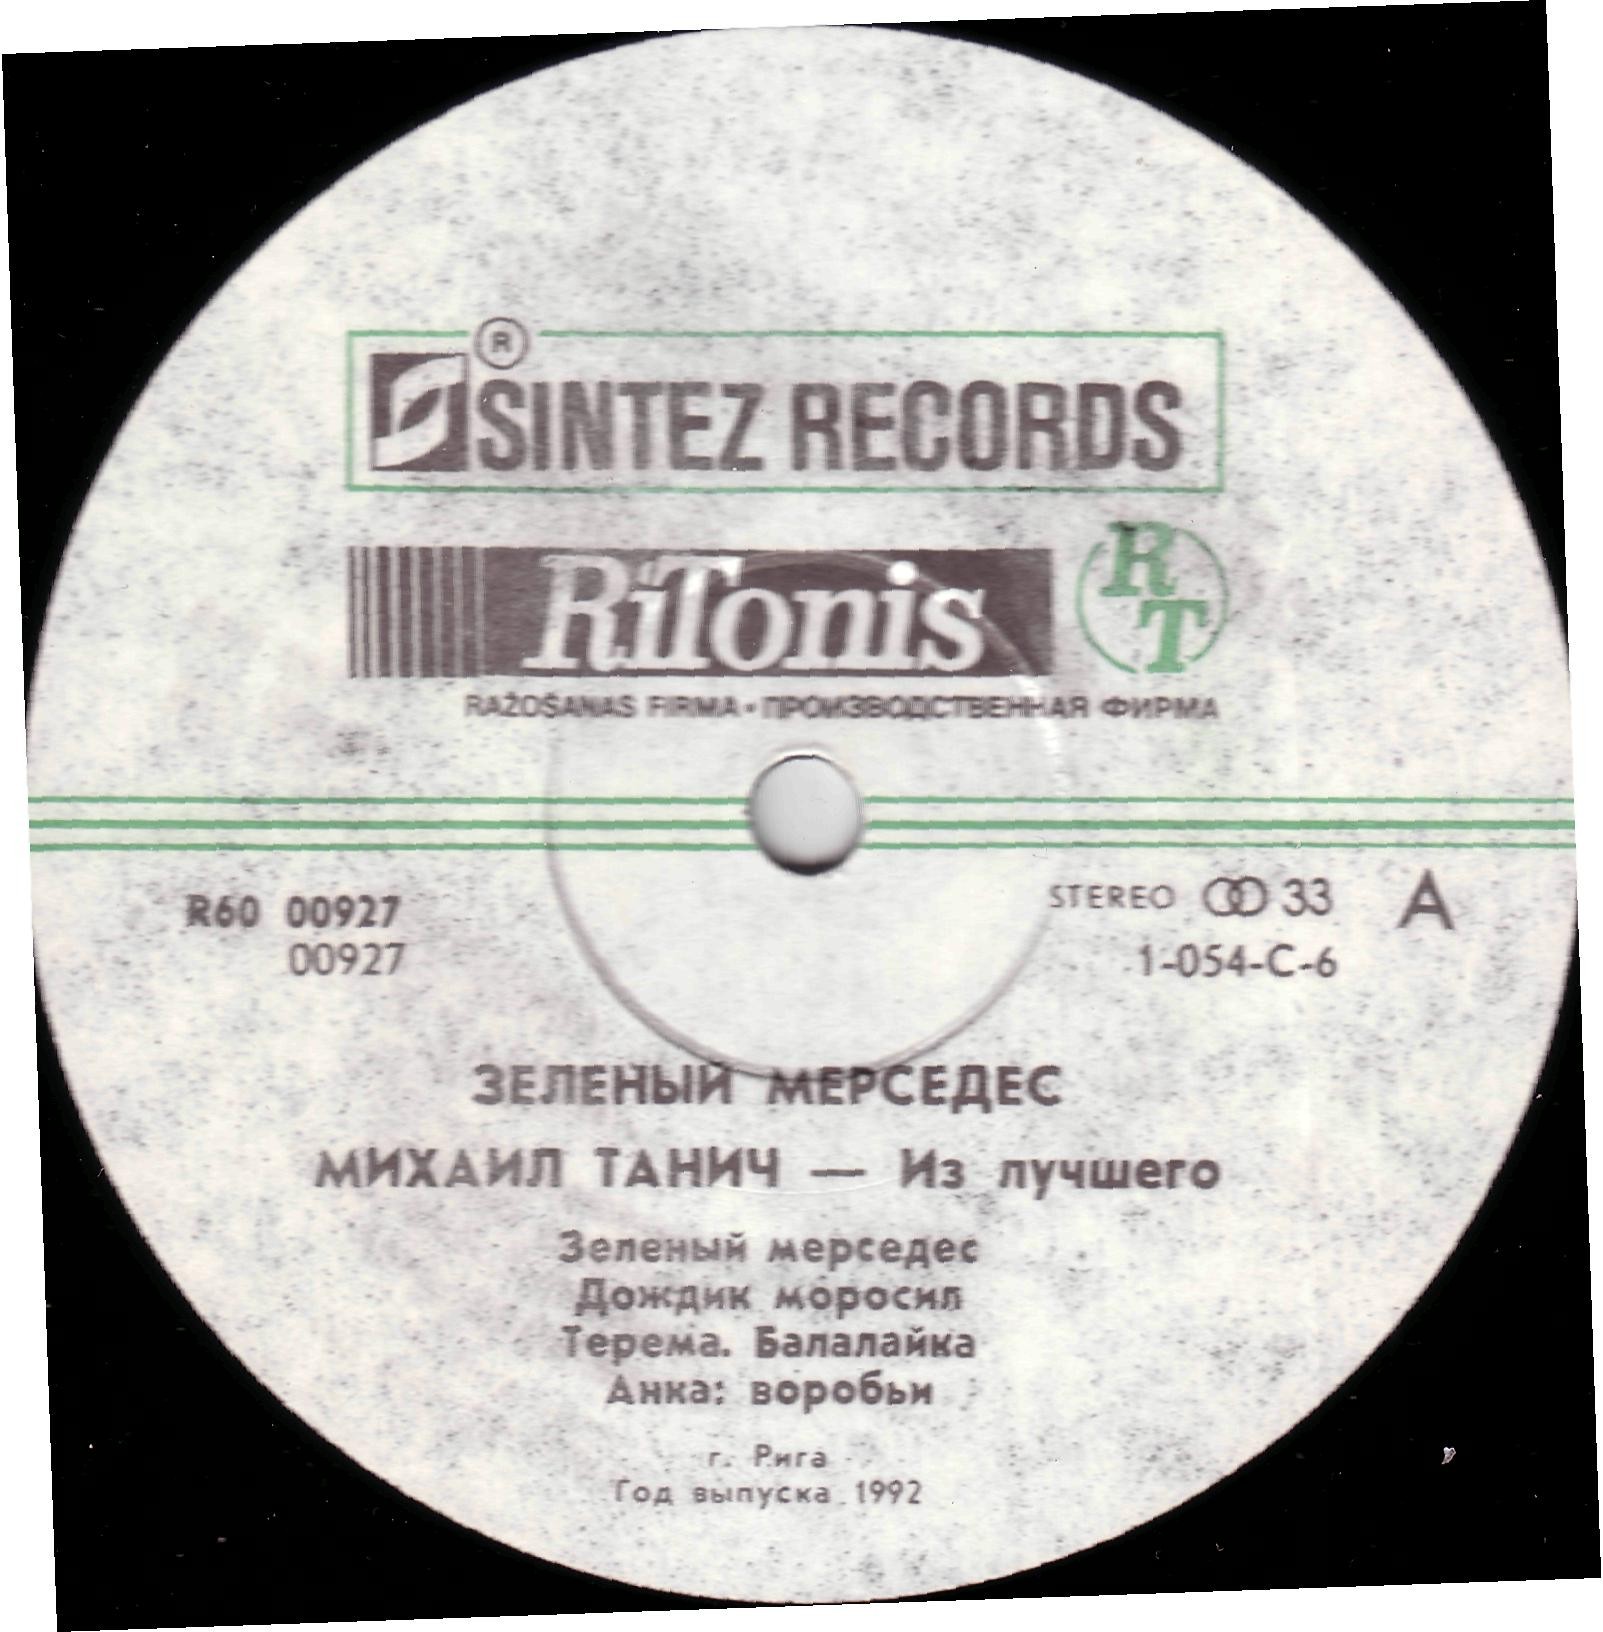 ®
SINTEZ RECORDS
RiTonis
RT
RAŽOŠANAS FIRMA • ПРОИЗВОДСТВЕННАЯ ФИРМА
R60 00927
00927
STEREO 33 A
1-054-C-6
ЗЕЛЕНЫЙ МЕРСЕДЕС
МИХАИЛ ТАНИЧ — Из лучшего
Зеленый мерседес
Дождик моросил
Терема. Балалайка
Анка: воробьи
г. Рига
Год выпуска 1992